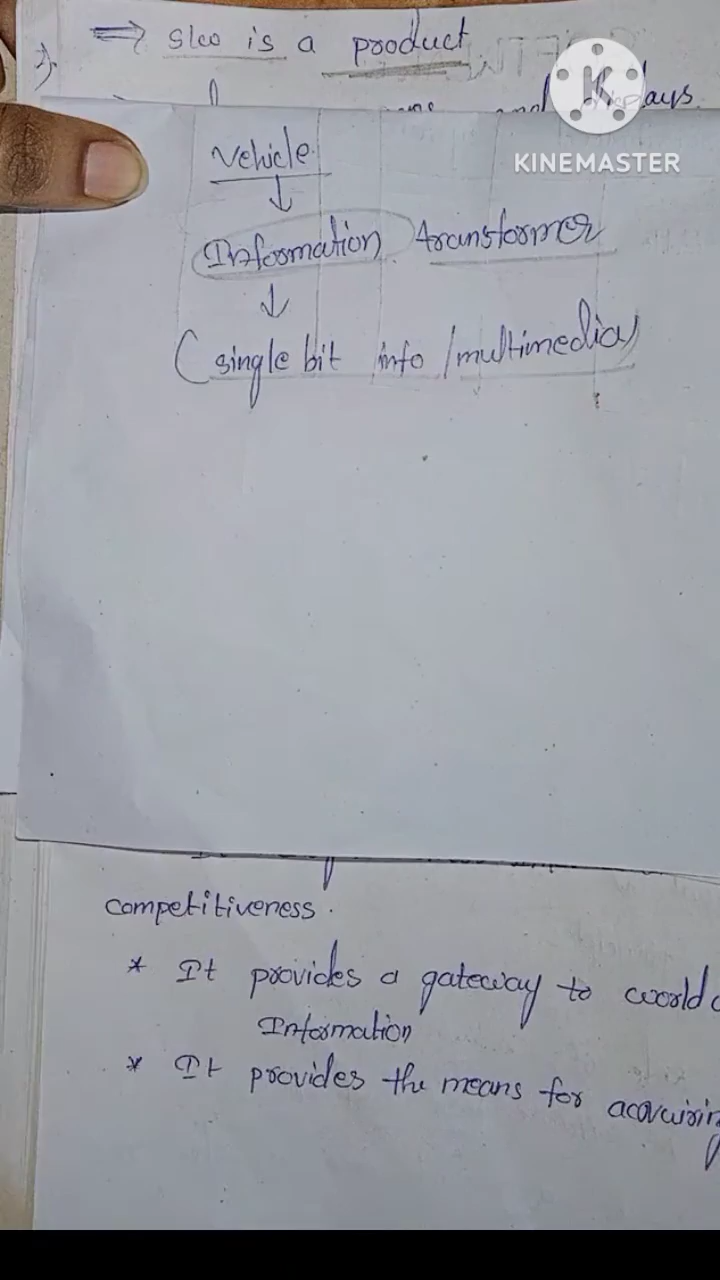 ⇒ S/w is a product
displays
KINEMASTER
Vehicle
↓
Information transformer
↓
(single bit info / multimedia)
competitiveness.
* It provides a gateway to world
Information
* It provides the means for